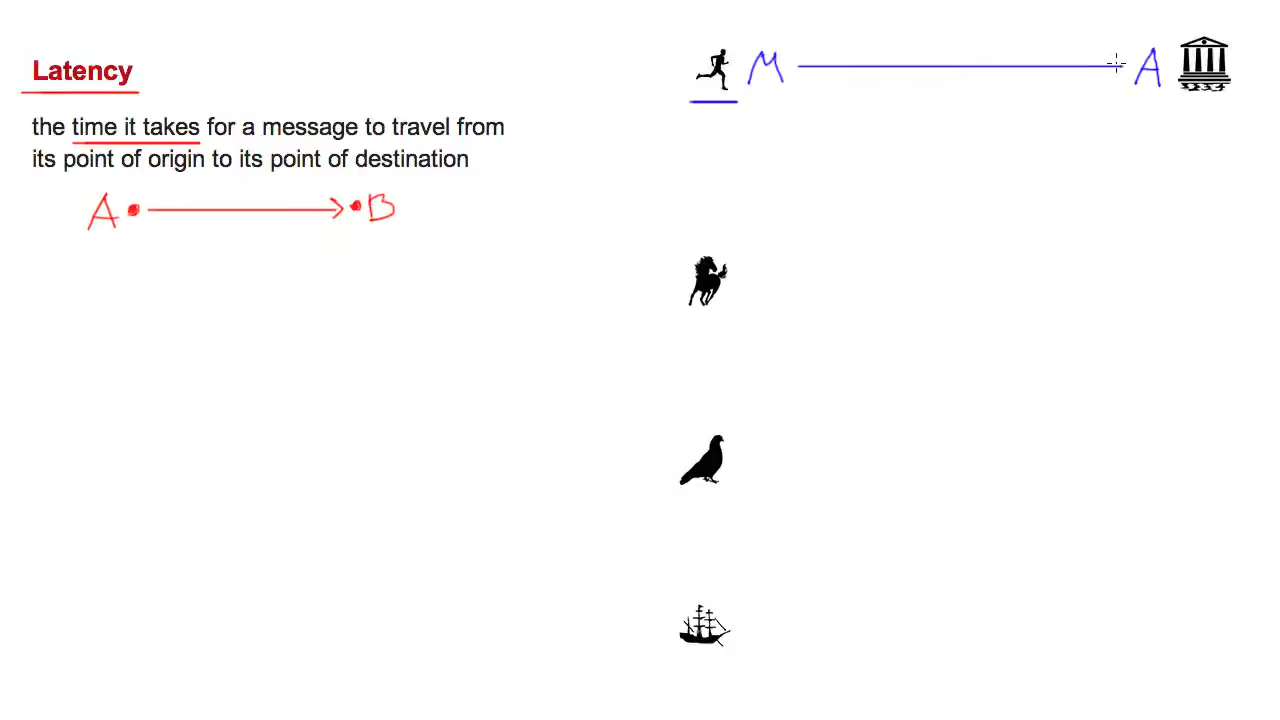 Latency
the time it takes for a message to travel from
its point of origin to its point of destination
A B
M A